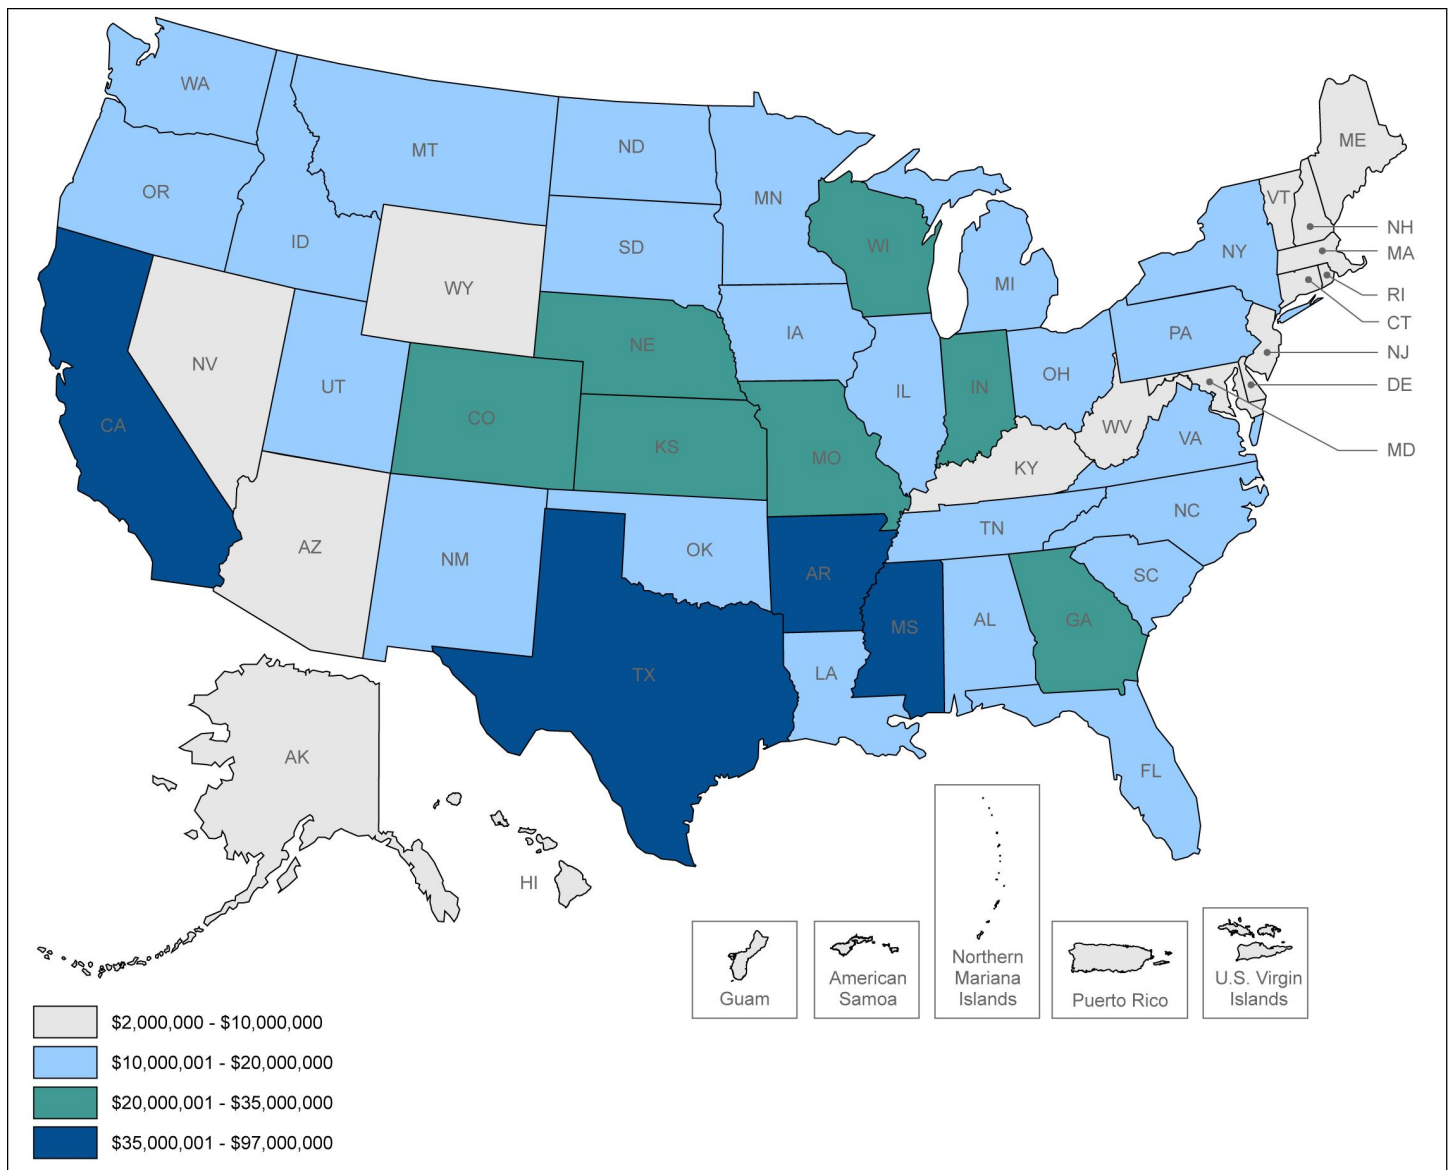 WA
MT
ND
MN
ME
VT
OR
ID
SD
WI
NY
NH
MA
WY
MI
RI
CT
NV
UT
NE
IA
PA
NJ
CA
CO
KS
MO
IL
IN
OH
DE
WV
VA
MD
KY
AZ
NM
OK
AR
TN
NC
SC
MS
AL
GA
TX
LA
FL
AK
HI
Guam
American
Samoa
Northern
Mariana
Islands
Puerto Rico
U.S. Virgin
Islands
$2,000,000 - $10,000,000
$10,000,001 - $20,000,000
$20,000,001 - $35,000,000
$35,000,001 - $97,000,000